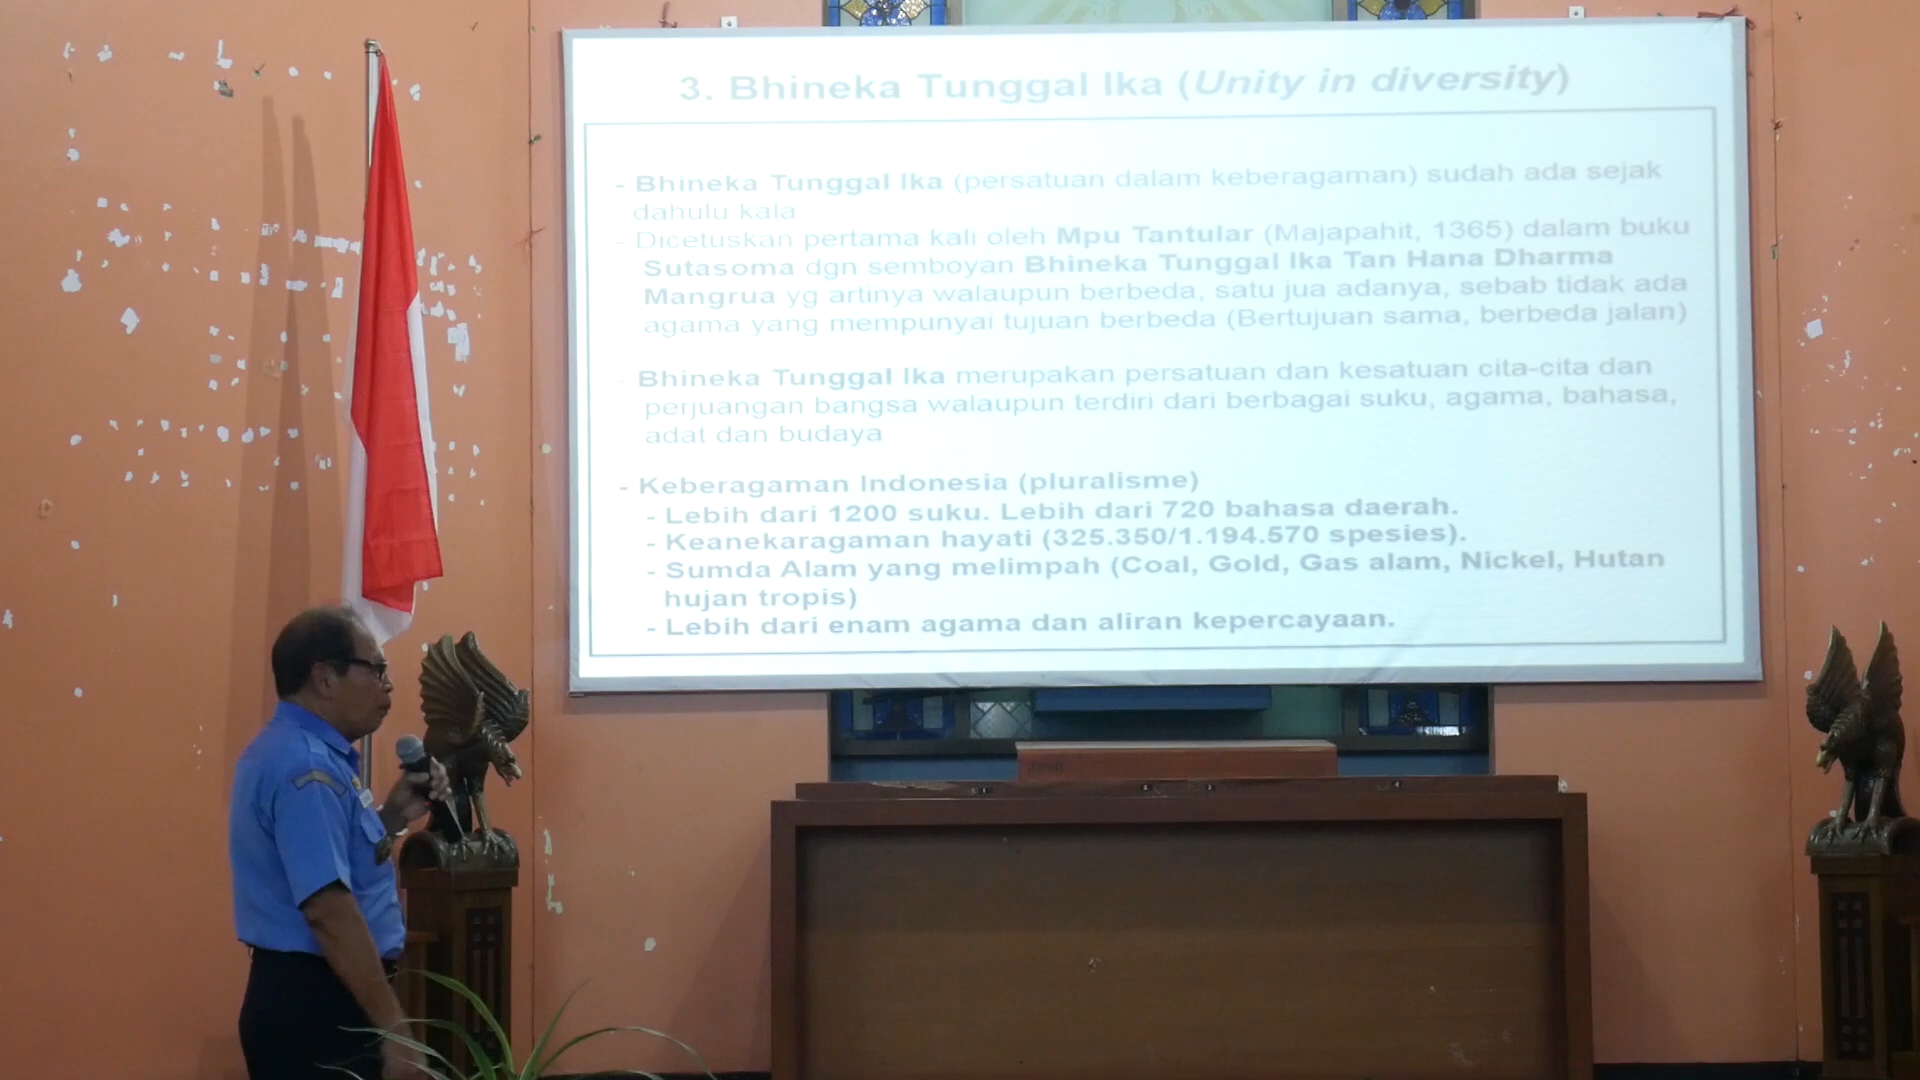 3. Bhineka Tunggal Ika (Unity in diversity)
- Bhineka Tunggal Ika (persatuan dalam keberagaman) sudah ada sejak
dahulu kala
- Dicetuskan pertama kali oleh Mpu Tantular (Majapahit, 1365) dalam buku
Sutasoma dgn semboyan Bhineka Tunggal Ika Tan Hana Dharma
Mangrua yg artinya walaupun berbeda, satu jua adanya, sebab tidak ada
agama yang mempunyai tujuan berbeda (Bertujuan sama, berbeda jalan)
- Bhineka Tunggal Ika merupakan persatuan dan kesatuan cita-cita dan
perjuangan bangsa walaupun terdiri dari berbagai suku, agama, bahasa,
adat dan budaya
- Keberagaman Indonesia (pluralisme)
- Lebih dari 1200 suku. Lebih dari 720 bahasa daerah.
- Keanekaragaman hayati (325.350/1.194.570 spesies).
- Sumda Alam yang melimpah (Coal, Gold, Gas alam, Nickel, Hutan
hujan tropis)
- Lebih dari enam agama dan aliran kepercayaan.